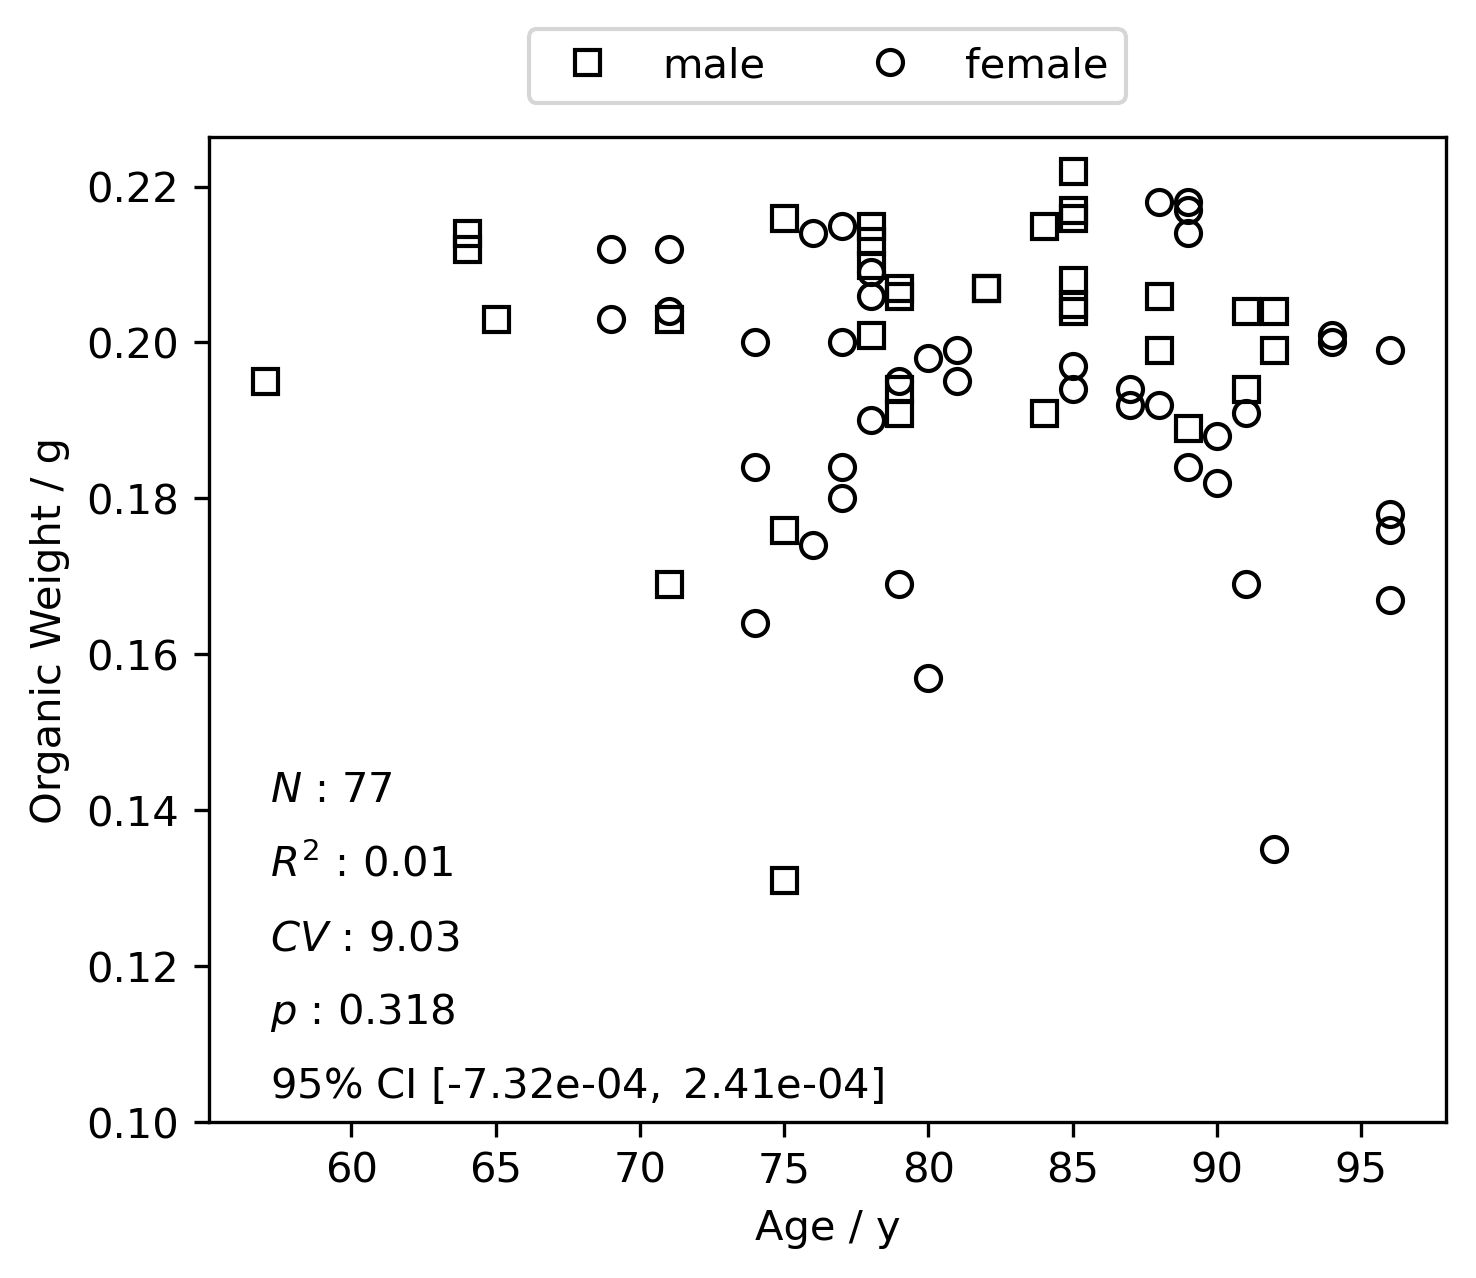 male female
0.22
0.20
0.18
0.16
0.14
0.12
0.10
Organic Weight / g
N : 77
R² : 0.01
CV : 9.03
p : 0.318
95% CI [-7.32e-04, 2.41e-04]
60 65 70 75 80 85 90 95
Age / y